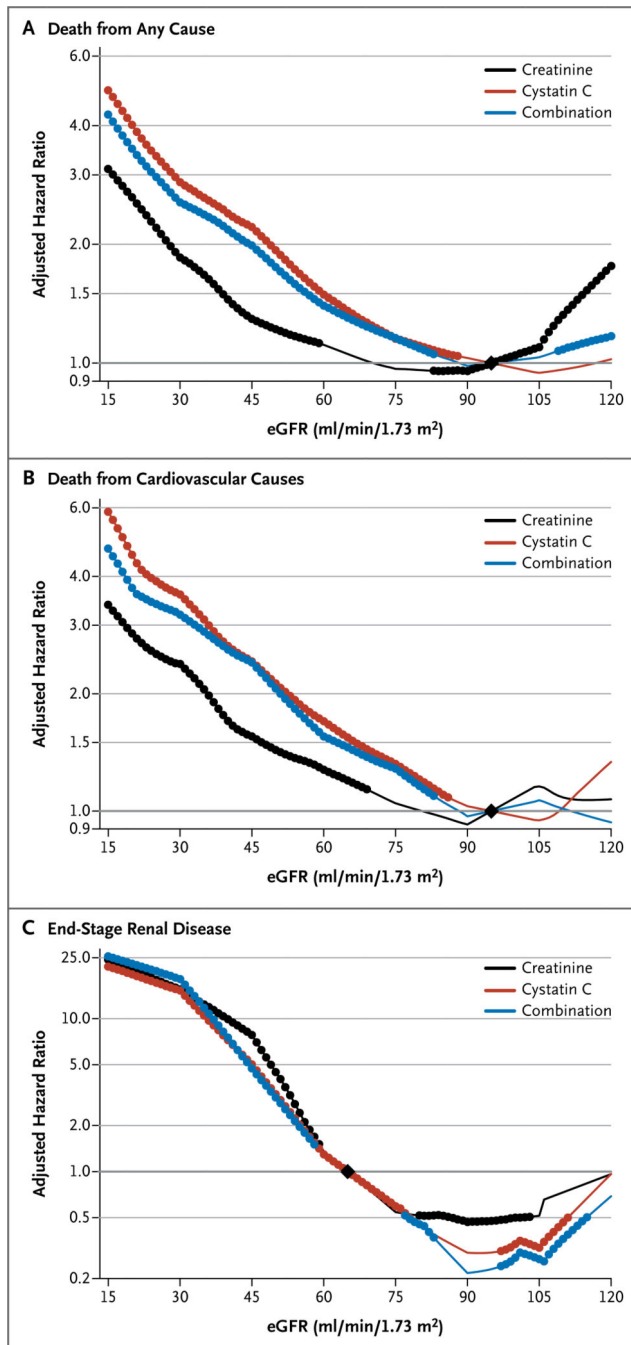 A Death from Any Cause
6.0
4.0
3.0
2.0
1.5
1.0
0.9
Adjusted Hazard Ratio
Creatinine
Cystatin C
Combination
15 30 45 60 75 90 105 120
eGFR (ml/min/1.73 m²)
B Death from Cardiovascular Causes
6.0
4.0
3.0
2.0
1.5
1.0
0.9
Adjusted Hazard Ratio
Creatinine
Cystatin C
Combination
15 30 45 60 75 90 105 120
eGFR (ml/min/1.73 m²)
C End-Stage Renal Disease
25.0
10.0
5.0
2.0
1.0
0.5
0.2
Adjusted Hazard Ratio
Creatinine
Cystatin C
Combination
15 30 45 60 75 90 105 120
eGFR (ml/min/1.73 m²)